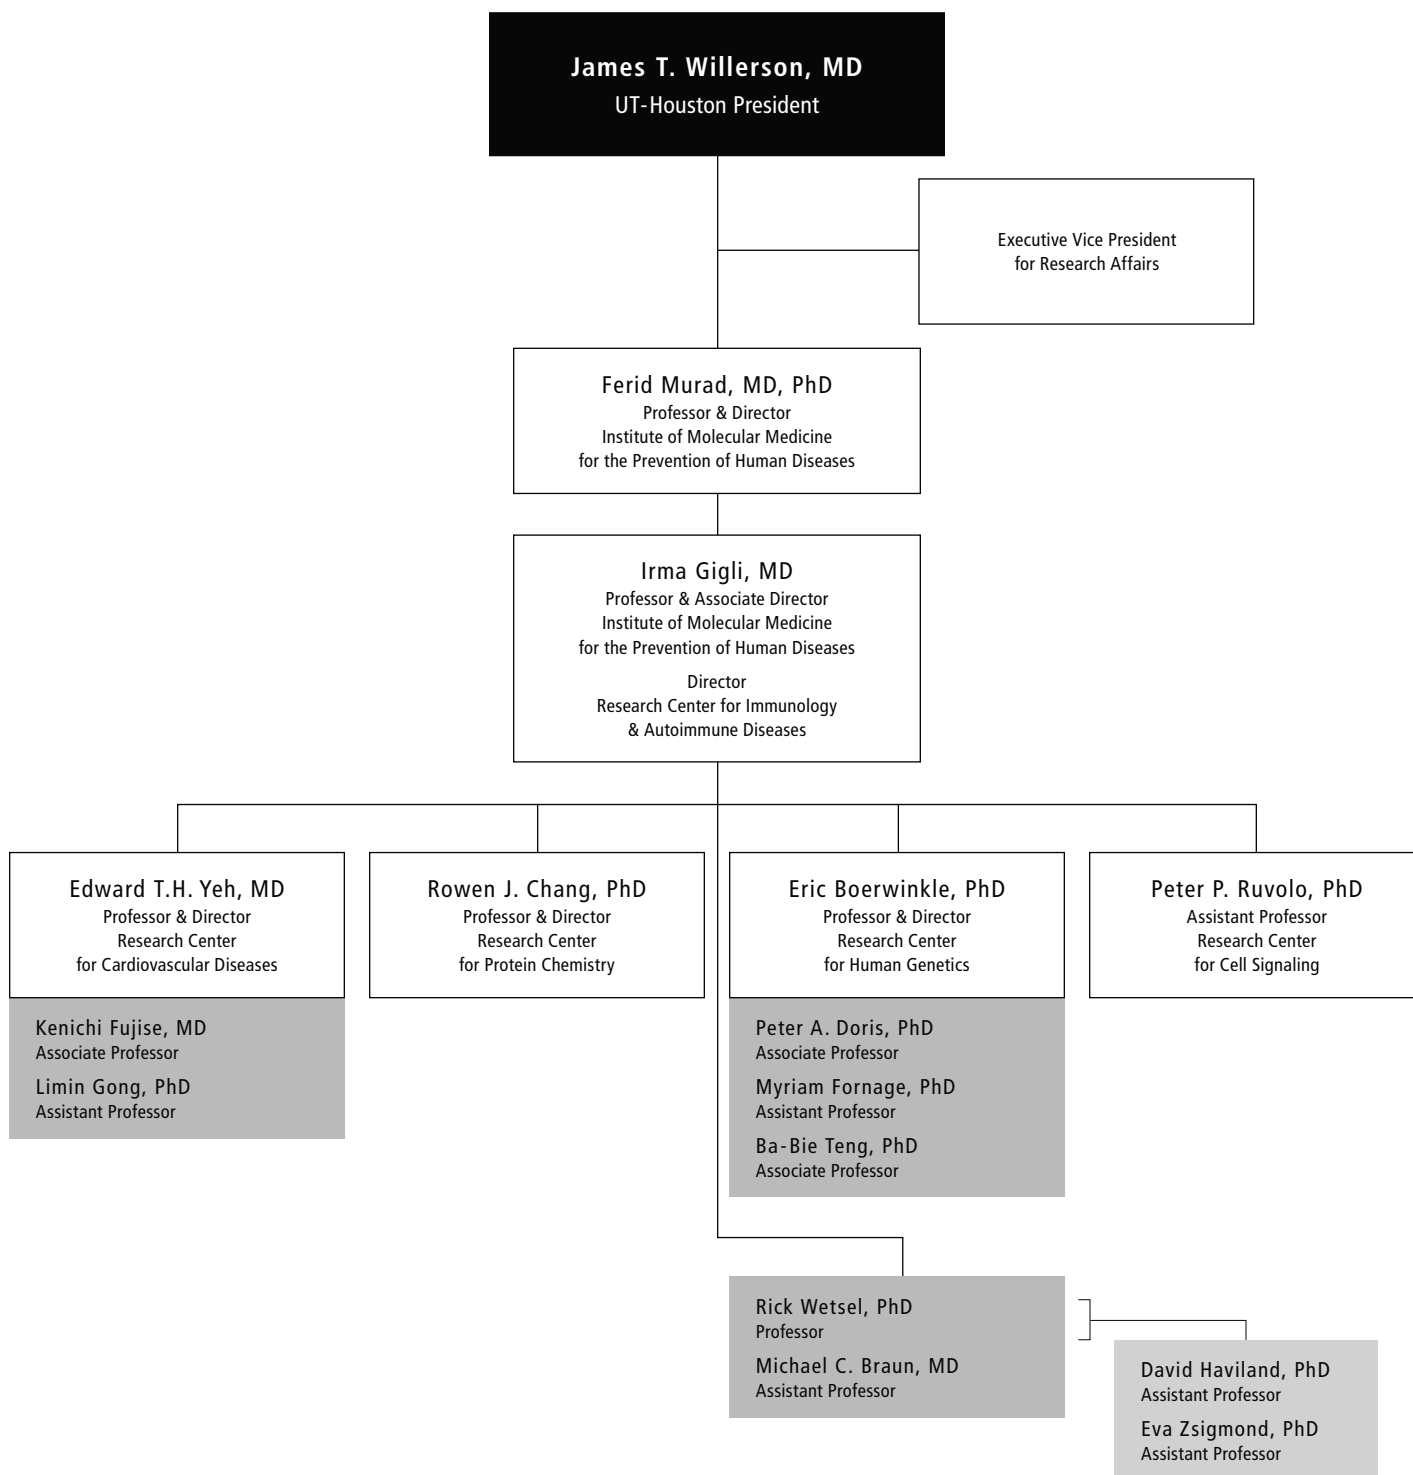 James T. Willerson, MD
UT-Houston President
Executive Vice President
for Research Affairs
Ferid Murad, MD, PhD
Professor & Director
Institute of Molecular Medicine
for the Prevention of Human Diseases
Irma Gigli, MD
Professor & Associate Director
Institute of Molecular Medicine
for the Prevention of Human Diseases
Director
Research Center for Immunology
& Autoimmune Diseases
Edward T.H. Yeh, MD
Professor & Director
Research Center
for Cardiovascular Diseases
Kenichi Fujise, MD
Associate Professor
Limin Gong, PhD
Assistant Professor
Rowen J. Chang, PhD
Professor & Director
Research Center
for Protein Chemistry
Eric Boerwinkle, PhD
Professor & Director
Research Center
for Human Genetics
Peter A. Doris, PhD
Associate Professor
Myriam Fornage, PhD
Assistant Professor
Ba-Bie Teng, PhD
Associate Professor
Peter P. Ruvolo, PhD
Assistant Professor
Research Center
for Cell Signaling
Rick Wetsel, PhD
Professor
Michael C. Braun, MD
Assistant Professor
David Haviland, PhD
Assistant Professor
Eva Zsigmond, PhD
Assistant Professor